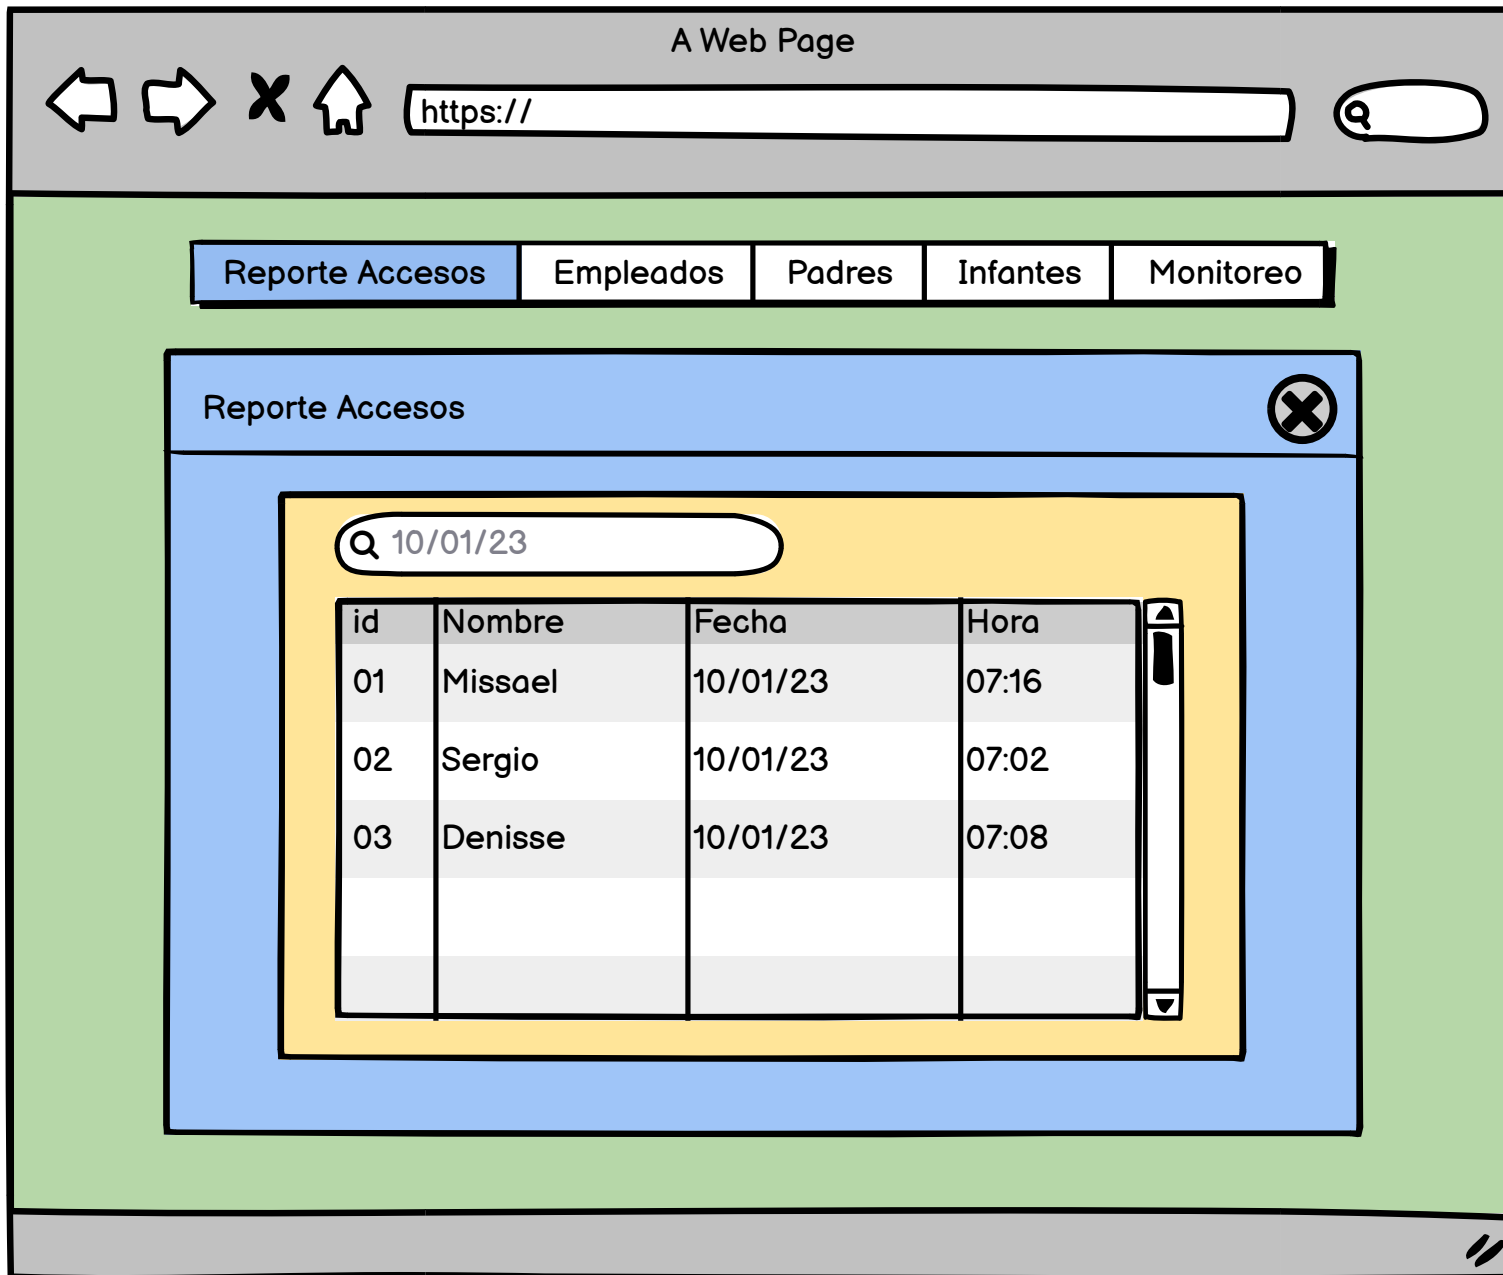 A Web Page
https://
Reporte Accesos Empleados Padres Infantes Monitoreo
Reporte Accesos
10/01/23
id Nombre Fecha Hora
01 Missael 10/01/23 07:16
02 Sergio 10/01/23 07:02
03 Denisse 10/01/23 07:08